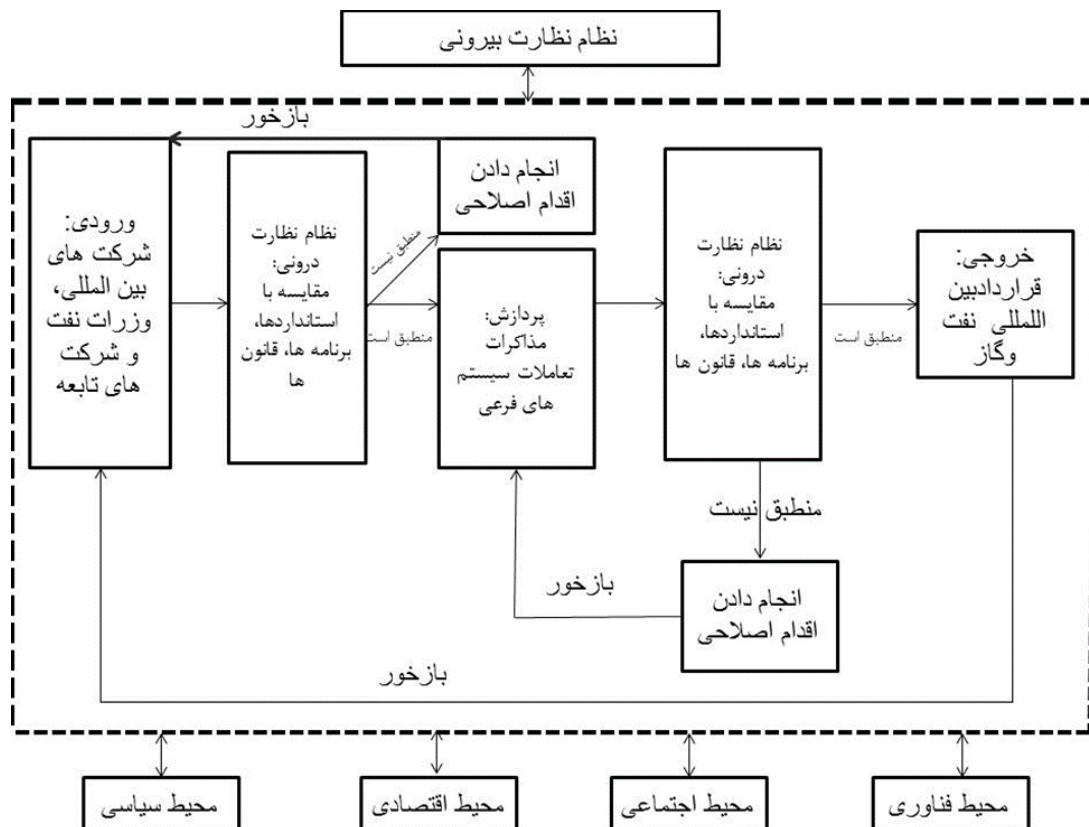 نظام نظارت بیرونی
بازخور
انجام دادن
اقدام اصلاحی
ورودی:
شرکت های
بین المللی،
وزرات نفت
و شرکت
های تابعه
نظام نظارت
درونی:
مقایسه با
استانداردها،
برنامه ها، قانون
ها
منطبق نیست
منطبق است
پردازش:
مذاکرات
تعاملات سیستم
های فرعی
نظام نظارت
درونی:
مقایسه با
استانداردها،
برنامه ها، قانون ها
منطبق است
خروجی:
قراردادبین
اللمللی نفت
وگاز
منطبق نیست
انجام دادن
اقدام اصلاحی
بازخور
بازخور
محیط سیاسی
محیط اقتصادی
محیط اجتماعی
محیط فناوری